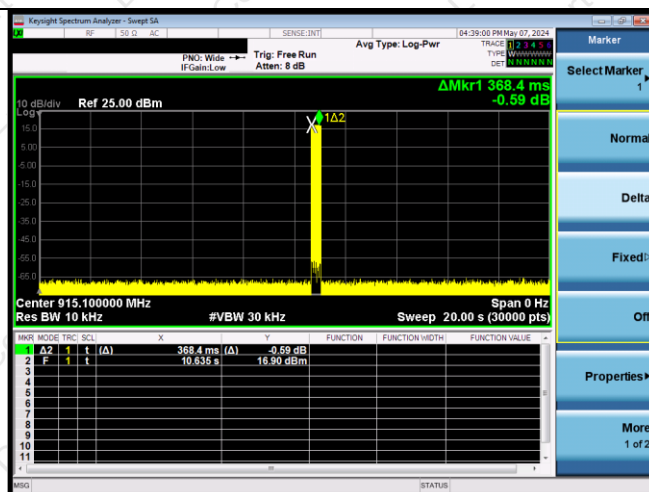 Keysight Spectrum Analyzer - Swept SA
RF 50 Ω AC SENSE:INT 04:39:00 PM May 07, 2024
Avg Type: Log-Pwr
TRACE 1 2 3 4 5 6
PNO: Wide Trig: Free Run TYPE W
IFGain:Low Atten: 8 dB DET N N N N N N
ΔMkr1 368.4 ms
-0.59 dB
10 dB/div Ref 25.00 dBm
Log
1Δ2
15.0
5.00
-5.00
-15.0
-25.0
-35.0
-45.0
-55.0
-65.0
Center 915.100000 MHz Span 0 Hz
Res BW 10 kHz #VBW 30 kHz Sweep 20.00 s (30000 pts)
MKR MODE TRC SCL X Y FUNCTION FUNCTION WIDTH FUNCTION VALUE
1 Δ2 1 t (Δ) 368.4 ms (Δ) -0.59 dB
2 F 1 t 10.635 s 16.90 dBm
3
4
5
6
7
8
9
10
11
MSG STATUS
Marker
Select Marker
1
Normal
Delta
Fixed
Off
Properties
More
1 of 2